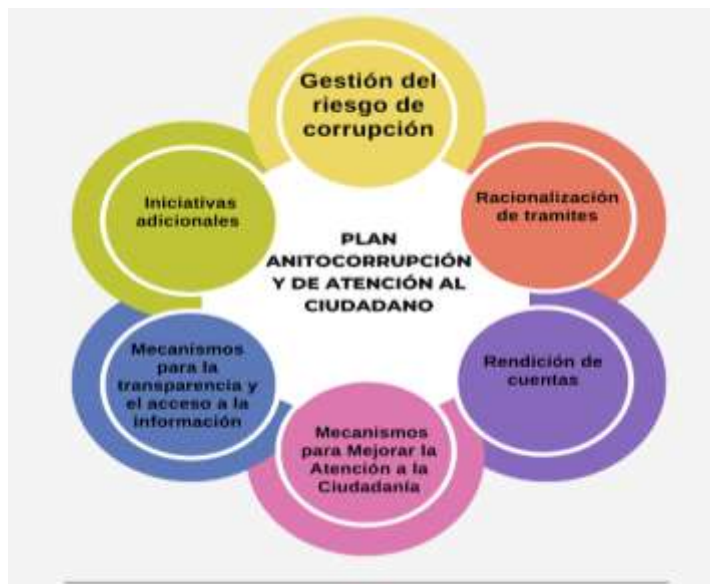 Gestión del
riesgo de
corrupción
Racionalización
de tramites
Rendición de
cuentas
Mecanismos
para Mejorar la
Atención a la
Ciudadanía
Mecanismos
para la
transparencia y
el acceso a la
información
Iniciativas
adicionales
PLAN
ANITOCORRUPCIÓN
Y DE ATENCIÓN AL
CIUDADANO